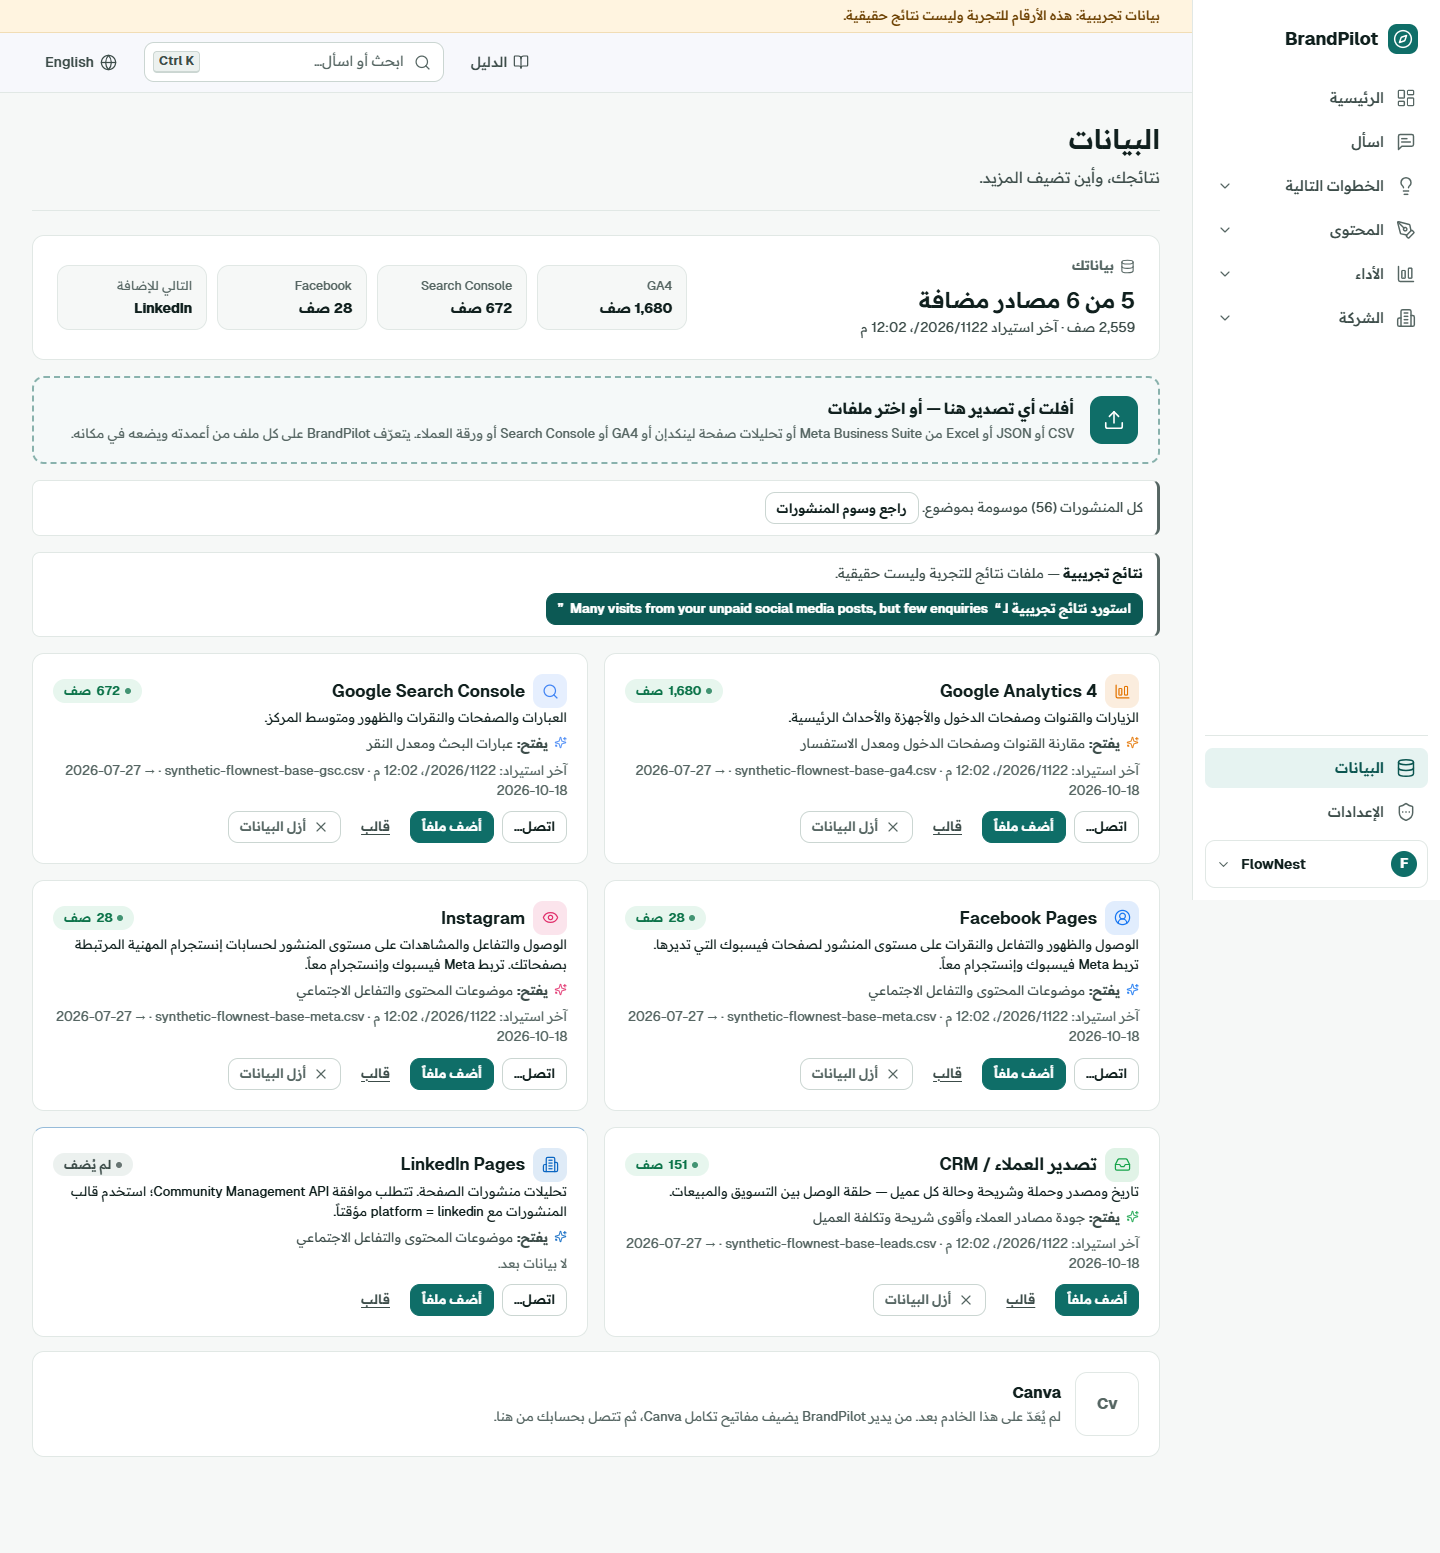 بيانات تجريبية: هذه الأرقام للتجربة وليست نتائج حقيقية.
BrandPilot
الرئيسية
اسأل
الخطوات التالية
المحتوى
الأداء
الشركة
البيانات
الإعدادات
F FlowNest
الدليل
ابحث أو اسأل...
Ctrl K
English
البيانات
نتائجك، وأين تضيف المزيد.
بياناتك
5 من 6 مصادر مضافة
2,559 صف · آخر استيراد 1122/2026/، 12:02 م
GA4
1,680 صف
Search Console
672 صف
Facebook
28 صف
التالي للإضافة
LinkedIn
أفلت أي تصدير هنا — أو اختر ملفات
CSV أو JSON أو Excel من Meta Business Suite أو تحليلات صفحة لينكدإن أو GA4 أو Search Console أو ورقة العملاء. يتعرّف BrandPilot على كل ملف من أعمدته ويضعه في مكانه.
كل المنشورات (56) موسومة بموضوع. راجع وسوم المنشورات
نتائج تجريبية — ملفات نتائج للتجربة وليست حقيقية.
استورد نتائج تجريبية لـ “Many visits from your unpaid social media posts, but few enquiries”
Google Analytics 4
1,680 صف
الزيارات والقنوات وصفحات الدخول والأجهزة والأحداث الرئيسية.
يفتح: مقارنة القنوات وصفحات الدخول ومعدل الاستفسار
آخر استيراد: 1122/2026/، 12:02 م · synthetic-flownest-base-ga4.csv · 2026-07-27 →
2026-10-18
اتصل...
أضف ملفاً
قالب
أزل البيانات
Google Search Console
672 صف
العبارات والصفحات والنقرات والظهور ومتوسط المركز.
يفتح: عبارات البحث ومعدل النقر
آخر استيراد: 1122/2026/، 12:02 م · synthetic-flownest-base-gsc.csv · 2026-07-27 →
2026-10-18
اتصل...
أضف ملفاً
قالب
أزل البيانات
Facebook Pages
28 صف
الوصول والظهور والتفاعل والنقرات على مستوى المنشور لصفحات فيسبوك التي تديرها.
تربط Meta فيسبوك وإنستجرام معاً.
يفتح: موضوعات المحتوى والتفاعل الاجتماعي
آخر استيراد: 1122/2026/، 12:02 م · synthetic-flownest-base-meta.csv · 2026-07-27 →
2026-10-18
اتصل...
أضف ملفاً
قالب
أزل البيانات
Instagram
28 صف
الوصول والتفاعل والمشاهدات على مستوى المنشور لحسابات إنستجرام المهنية المرتبطة
بصفحاتك. تربط Meta فيسبوك وإنستجرام معاً.
يفتح: موضوعات المحتوى والتفاعل الاجتماعي
آخر استيراد: 1122/2026/، 12:02 م · synthetic-flownest-base-meta.csv · 2026-07-27 →
2026-10-18
اتصل...
أضف ملفاً
قالب
أزل البيانات
تصدير العملاء / CRM
151 صف
تاريخ ومصدر وحملة وشريحة وحالة كل عميل — حلقة الوصل بين التسويق والمبيعات.
يفتح: جودة مصادر العملاء وأقوى شريحة وتكلفة العميل
آخر استيراد: 1122/2026/، 12:02 م · synthetic-flownest-base-leads.csv · 2026-07-27 →
2026-10-18
أضف ملفاً
قالب
أزل البيانات
LinkedIn Pages
لم يُضف
تحليلات منشورات الصفحة. تتطلب موافقة Community Management API؛ استخدم قالب
المنشورات مع platform = linkedin مؤقتاً.
يفتح: موضوعات المحتوى والتفاعل الاجتماعي
لا بيانات بعد.
اتصل...
أضف ملفاً
قالب
Cv
Canva
لم يُعَدّ على هذا الخادم بعد. من يدير BrandPilot يضيف مفاتيح تكامل Canva، ثم تتصل بحسابك من هنا.